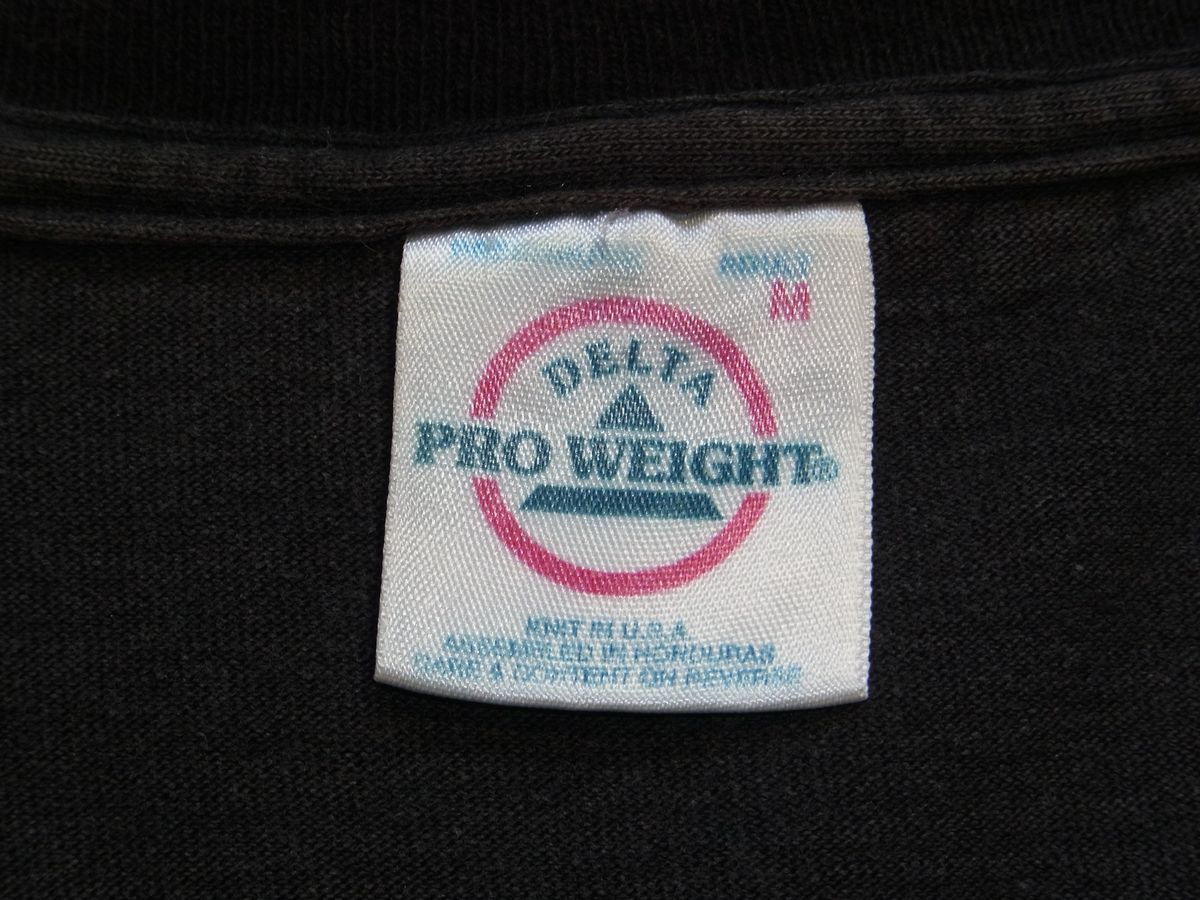 ADULT
M
DELTA
PRO WEIGHT®
KNIT IN U.S.A.
ASSEMBLED IN HONDURAS
CARE & CONTENT ON REVERSE